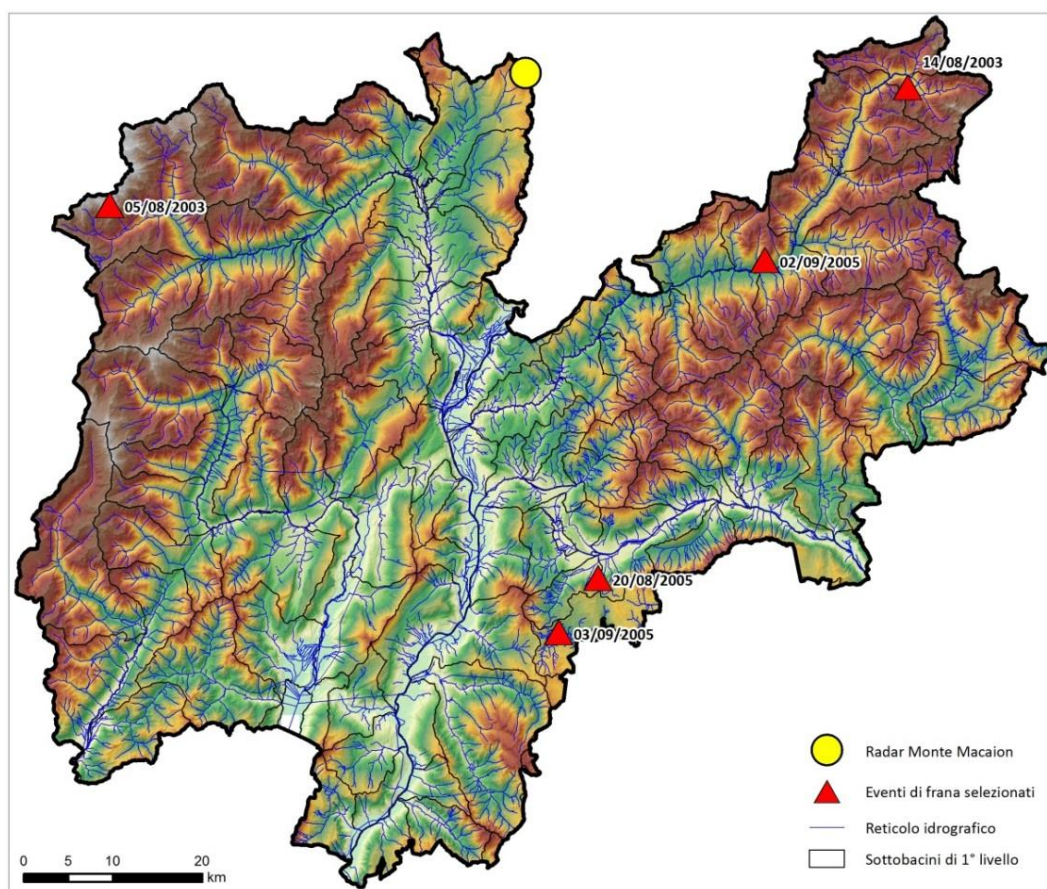 14/08/2003
05/08/2003
02/09/2005
20/08/2005
03/09/2005
Radar Monte Macaion
Eventi di frana selezionati
Reticolo idrografico
Sottobacini di 1° livello
0 5 10 20
km